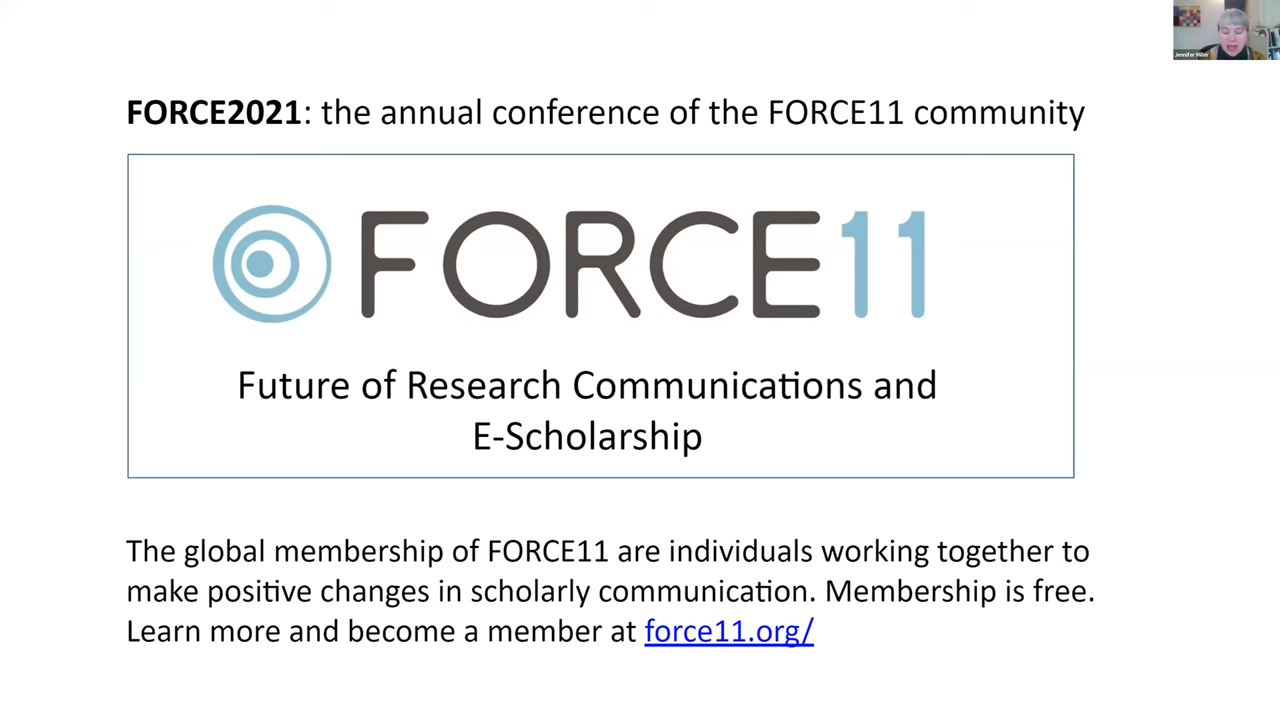 Jennifer Miller
FORCE2021: the annual conference of the FORCE11 community
FORCE11
Future of Research Communications and
E-Scholarship
The global membership of FORCE11 are individuals working together to
make positive changes in scholarly communication. Membership is free.
Learn more and become a member at force11.org/